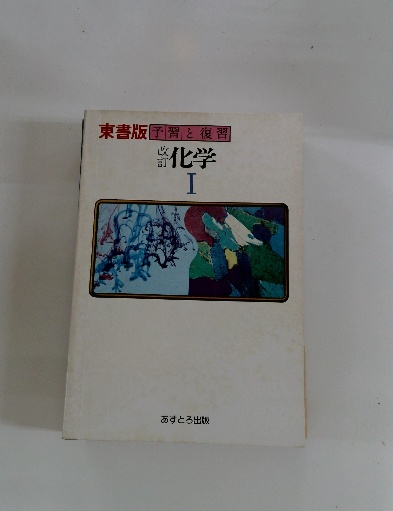 東書版 予習と復習
改訂 化学
I
あすとろ出版